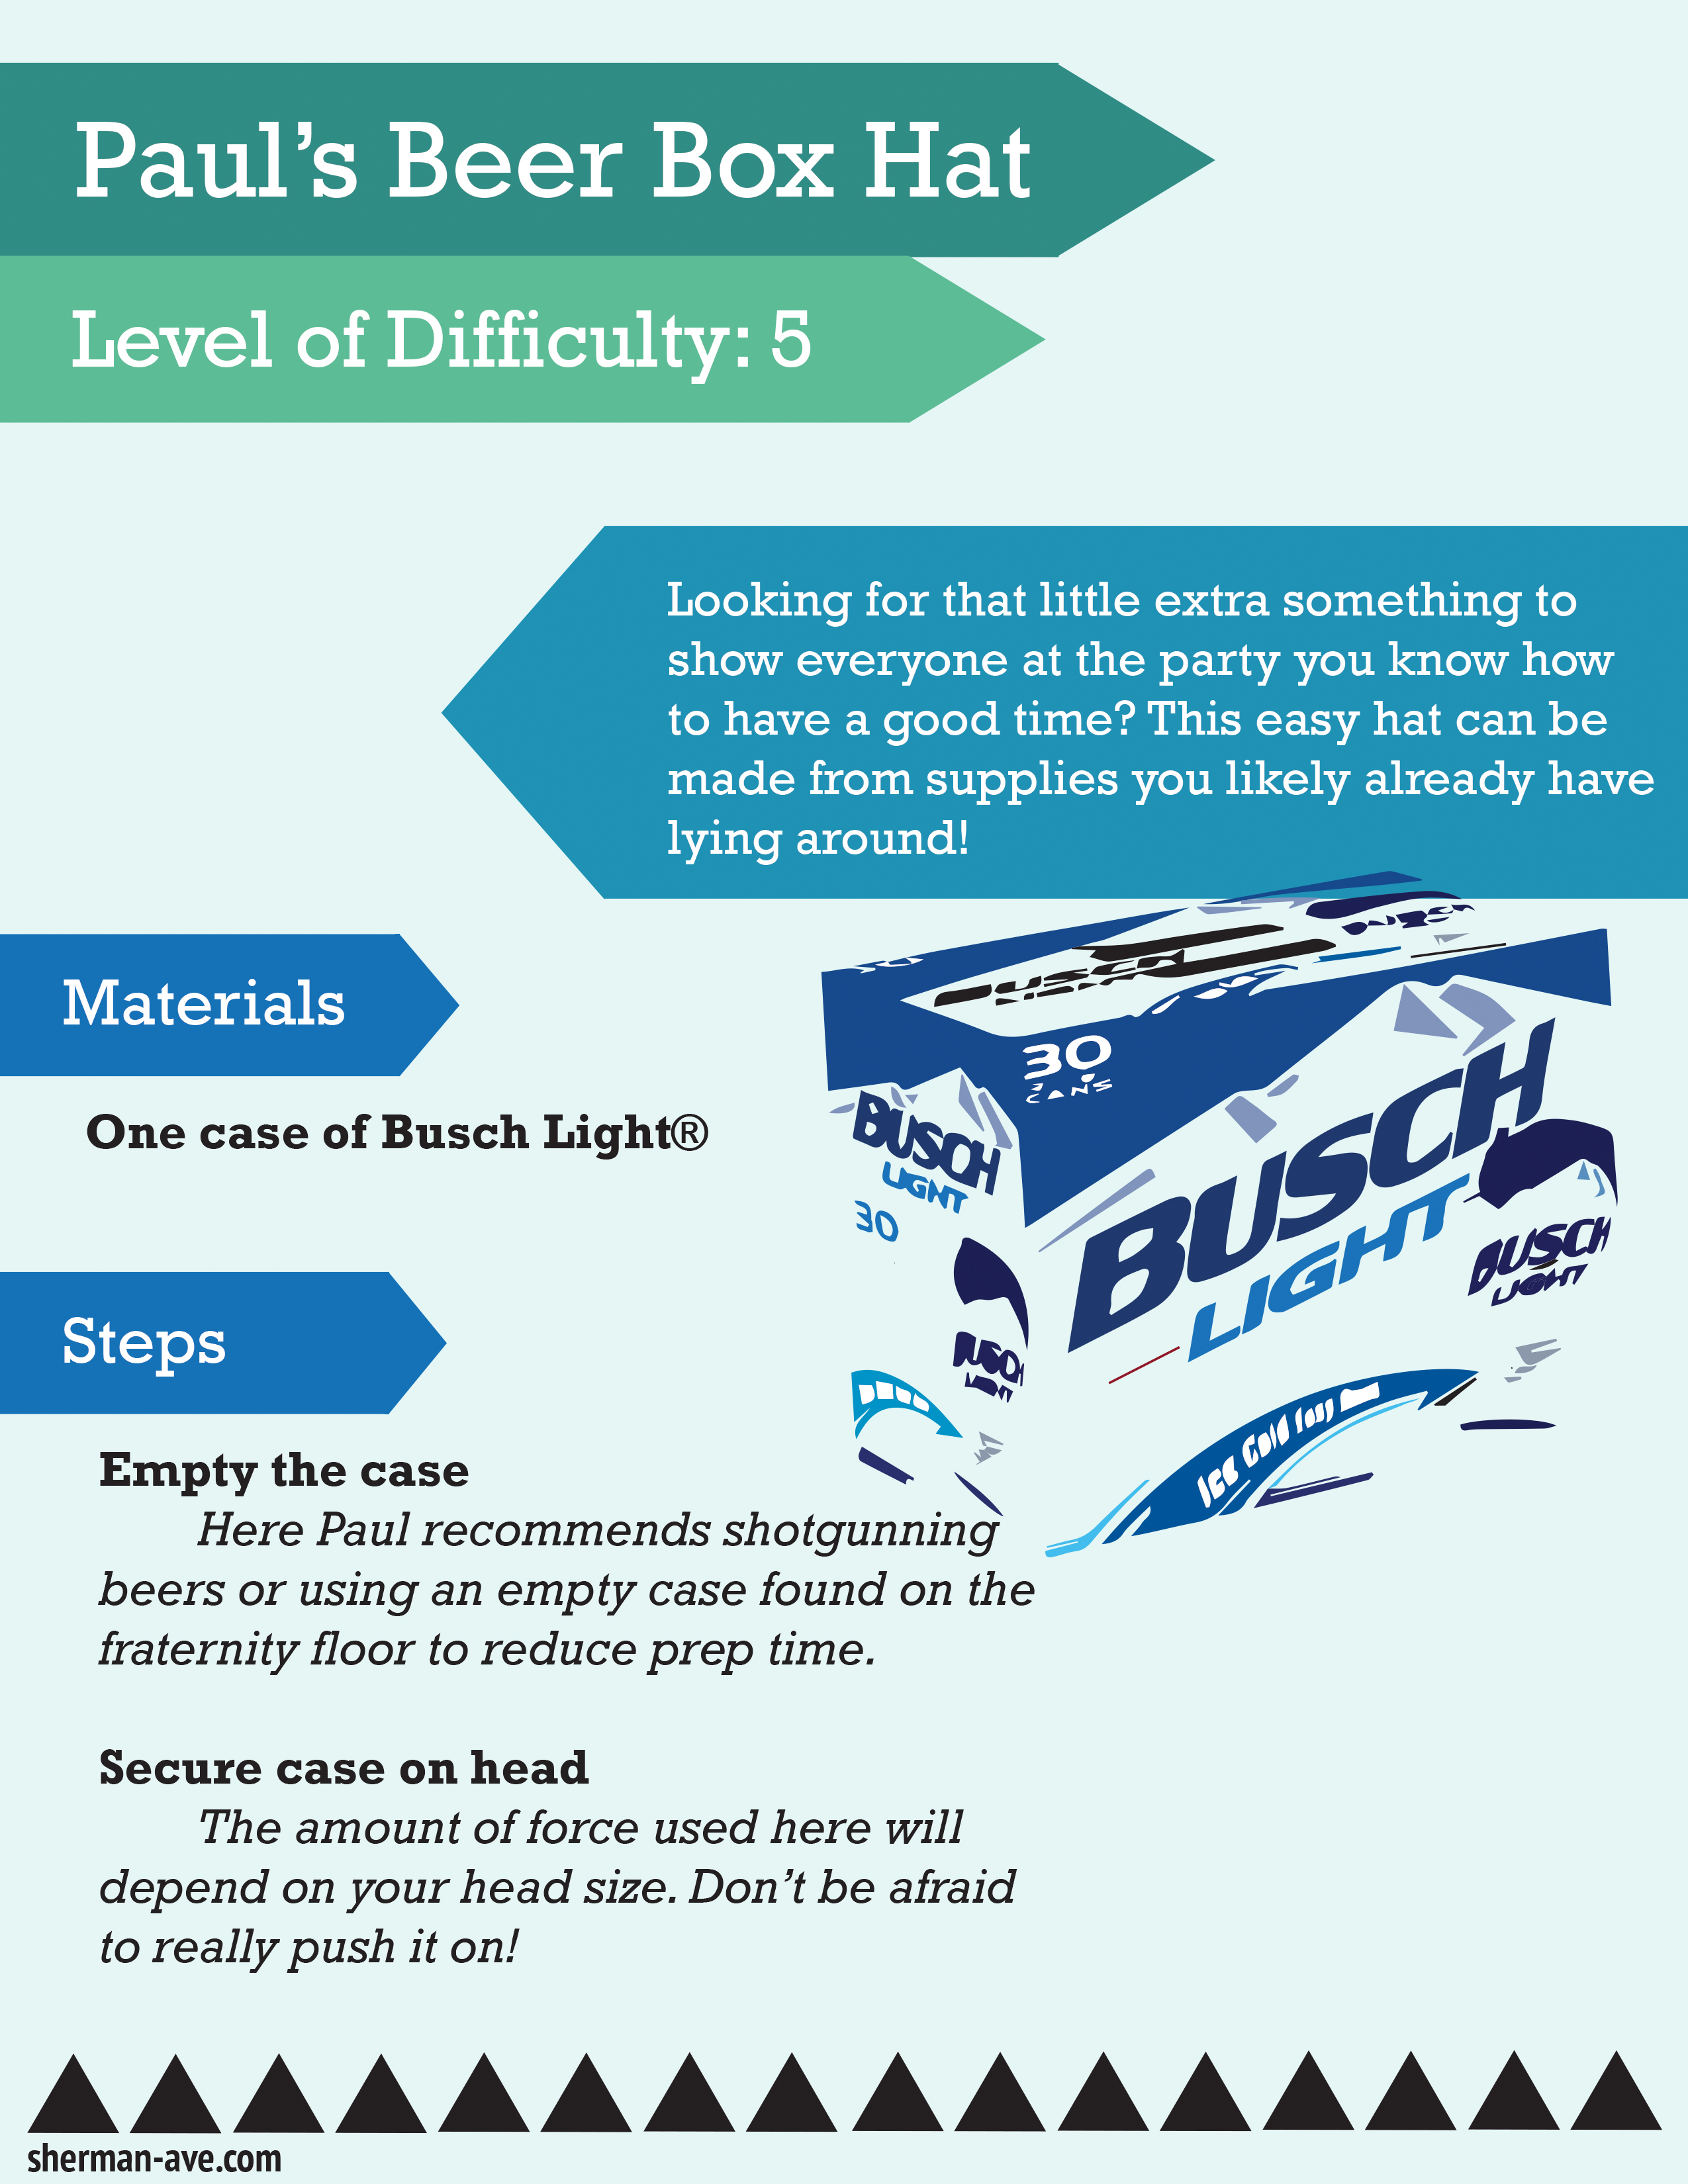 Paul's Beer Box Hat
Level of Difficulty: 5
Looking for that little extra something to
show everyone at the party you know how
to have a good time? This easy hat can be
made from supplies you likely already have
lying around!
Materials
One case of Busch Light®
30
CANS
BUSCH
LIGHT
30
BUSCH
LIGHT
BUSCH
LIGHT
BUSCH
LIGHT
Steps
Empty the case
Here Paul recommends shotgunning
beers or using an empty case found on the
fraternity floor to reduce prep time.
Secure case on head
The amount of force used here will
depend on your head size. Don't be afraid
to really push it on!
sherman-ave.com